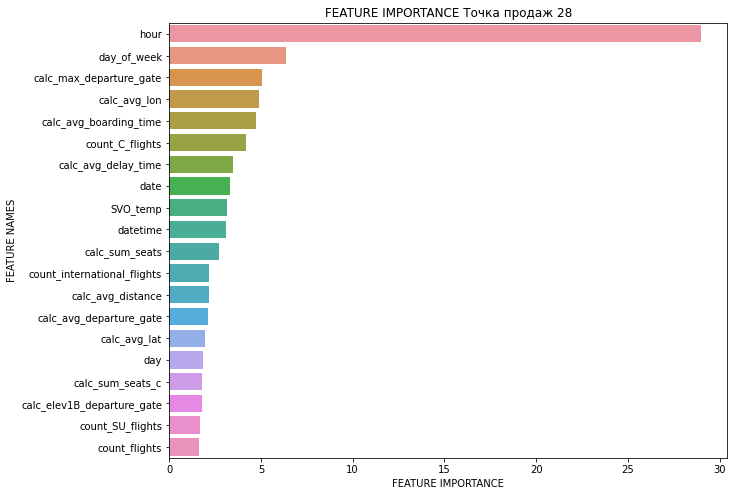 FEATURE IMPORTANCE Точка продаж 28
hour
day_of_week
calc_max_departure_gate
calc_avg_lon
calc_avg_boarding_time
count_C_flights
calc_avg_delay_time
date
SVO_temp
datetime
calc_sum_seats
count_international_flights
calc_avg_distance
calc_avg_departure_gate
calc_avg_lat
day
calc_sum_seats_c
calc_elev1B_departure_gate
count_SU_flights
count_flights
FEATURE NAMES
0 5 10 15 20 25 30
FEATURE IMPORTANCE